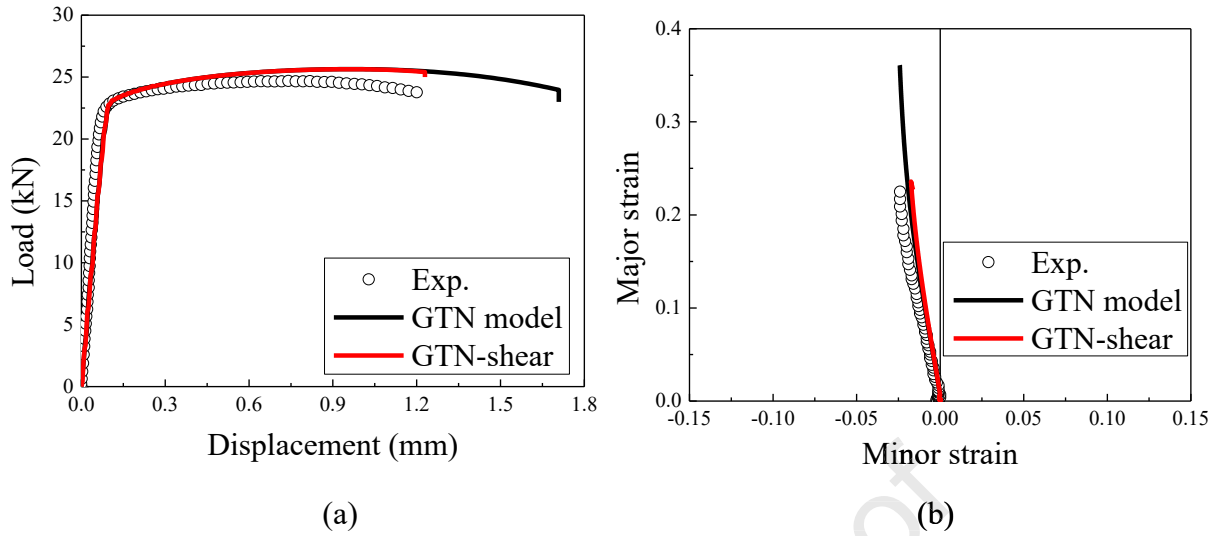 30
25
20
15
10
5
0
Load (kN)
0.0
0.3
0.6
0.9
1.2
1.5
1.8
Displacement (mm)
Exp.
GTN model
GTN-shear
(a)
0.4
0.3
0.2
0.1
0.0
Major strain
-0.15
-0.10
-0.05
0.00
0.05
0.10
0.15
Minor strain
Exp.
GTN model
GTN-shear
(b)